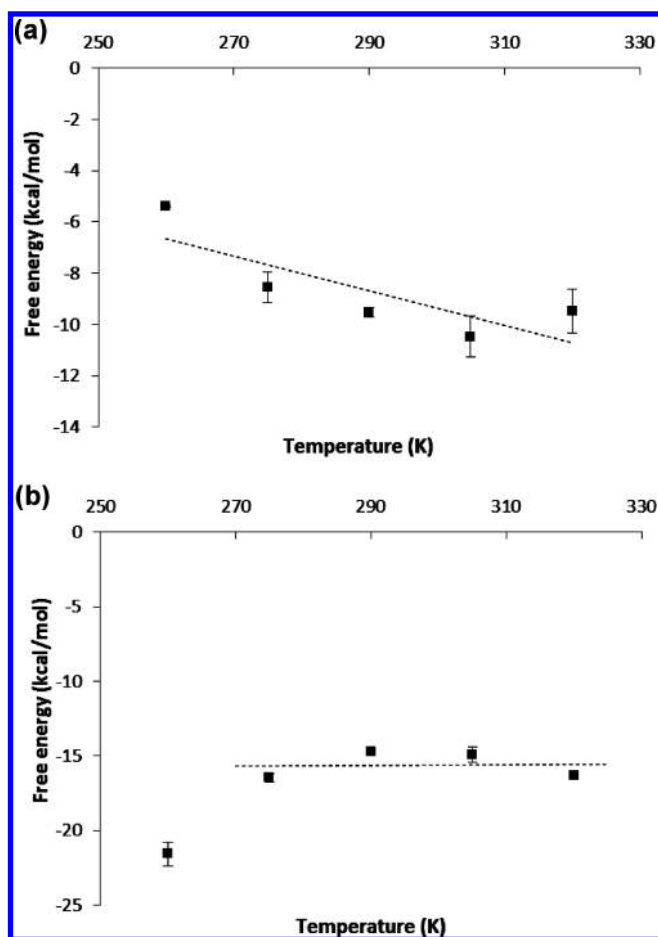 (a)
250 270 290 310 330
0
-2
-4
-6
-8
-10
-12
-14
Free energy (kcal/mol)
Temperature (K)
(b)
250 270 290 310 330
0
-5
-10
-15
-20
-25
Free energy (kcal/mol)
Temperature (K)